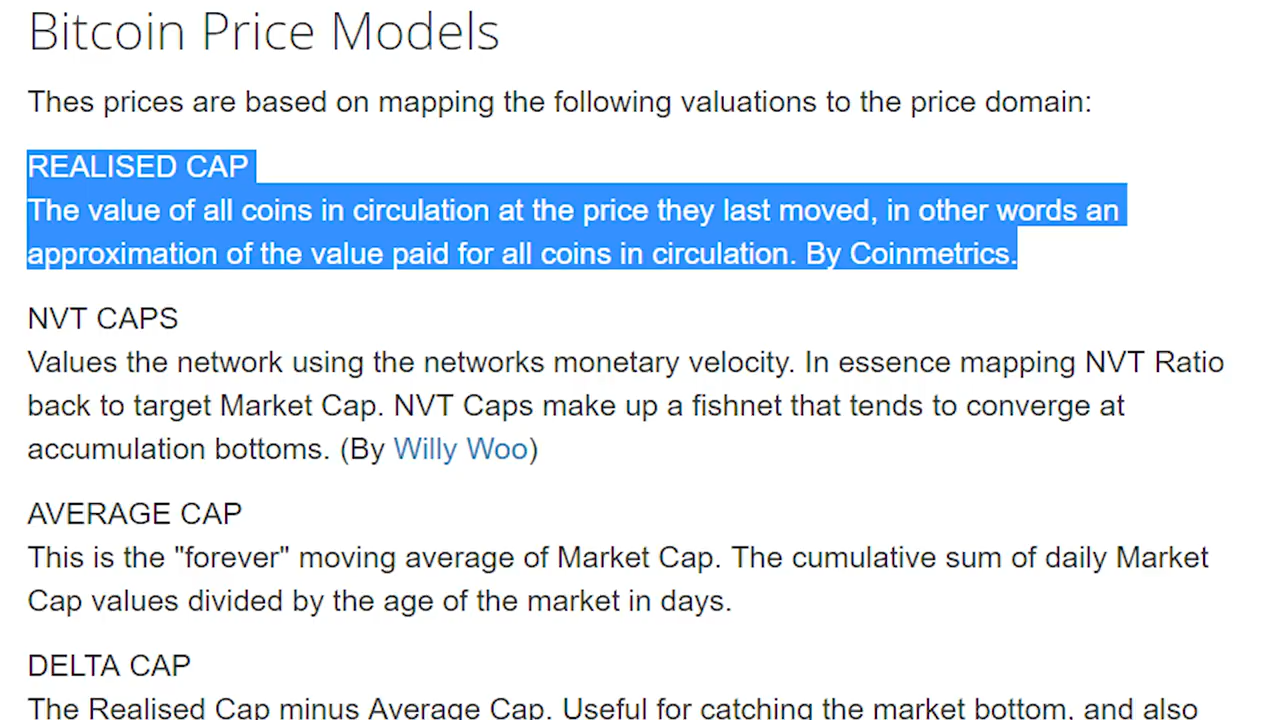 Bitcoin Price Models
Thes prices are based on mapping the following valuations to the price domain:
REALISED CAP
The value of all coins in circulation at the price they last moved, in other words an
approximation of the value paid for all coins in circulation. By Coinmetrics.
NVT CAPS
Values the network using the networks monetary velocity. In essence mapping NVT Ratio
back to target Market Cap. NVT Caps make up a fishnet that tends to converge at
accumulation bottoms. (By Willy Woo)
AVERAGE CAP
This is the "forever" moving average of Market Cap. The cumulative sum of daily Market
Cap values divided by the age of the market in days.
DELTA CAP
The Realised Cap minus Average Cap. Useful for catching the market bottom, and also